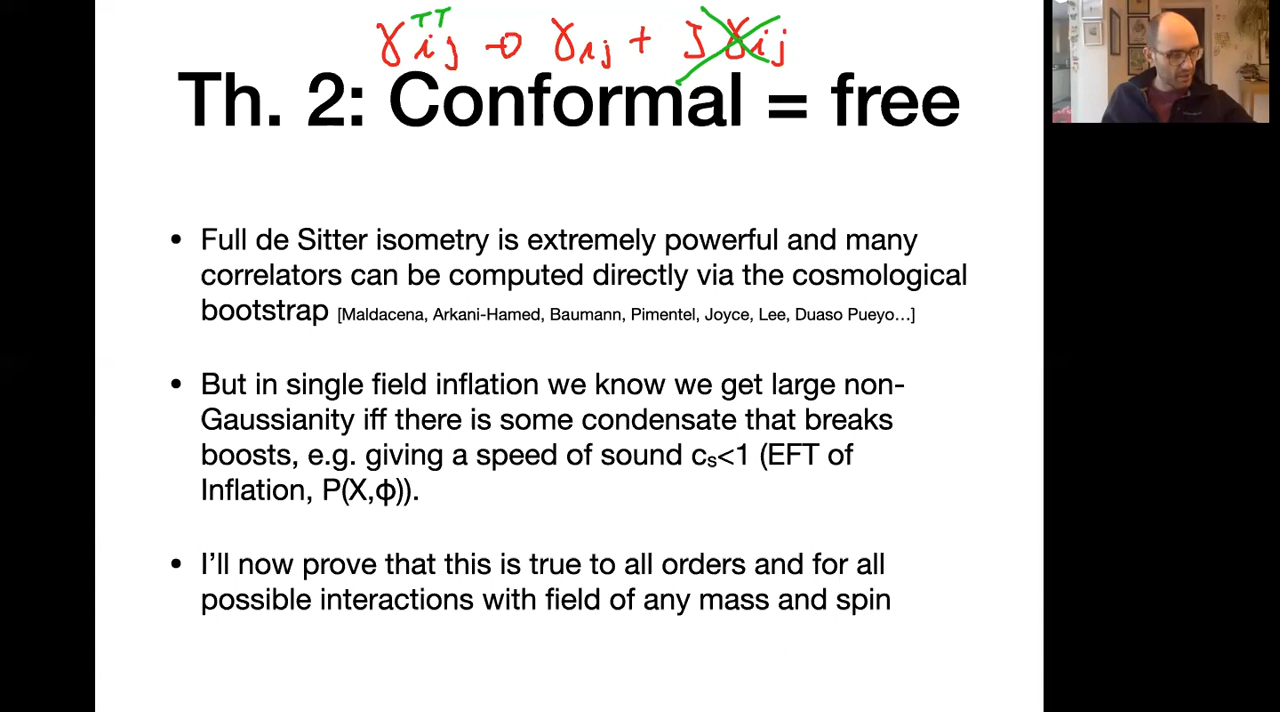 γ ij TT → γij + ζ γij
Th. 2: Conformal = free
• Full de Sitter isometry is extremely powerful and many
correlators can be computed directly via the cosmological
bootstrap [Maldacena, Arkani-Hamed, Baumann, Pimentel, Joyce, Lee, Duaso Pueyo…]
• But in single field inflation we know we get large non-
Gaussianity iff there is some condensate that breaks
boosts, e.g. giving a speed of sound cₛ<1 (EFT of
Inflation, P(X,ϕ)).
• I’ll now prove that this is true to all orders and for all
possible interactions with field of any mass and spin